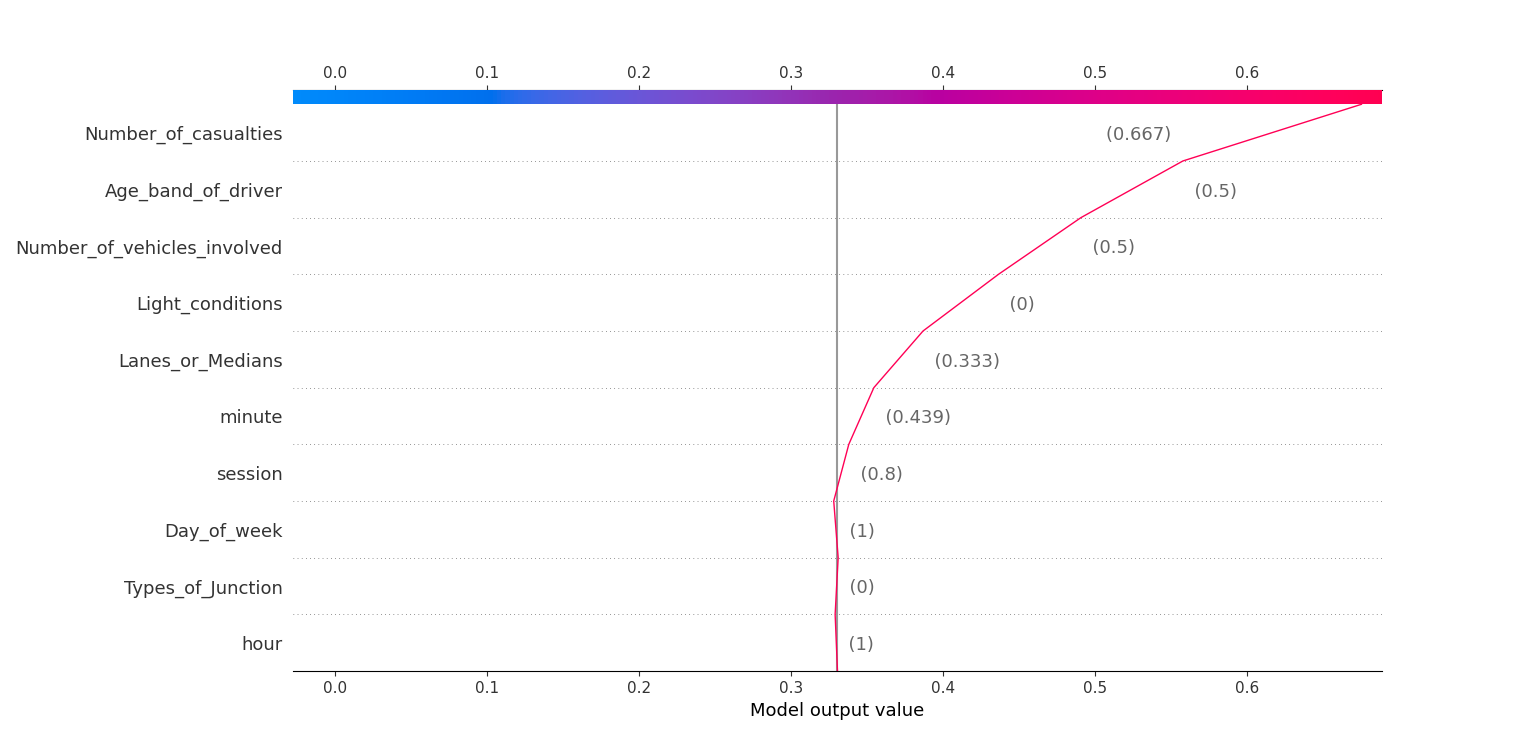 0.0 0.1 0.2 0.3 0.4 0.5 0.6
Number_of_casualties (0.667)
Age_band_of_driver (0.5)
Number_of_vehicles_involved (0.5)
Light_conditions (0)
Lanes_or_Medians (0.333)
minute (0.439)
session (0.8)
Day_of_week (1)
Types_of_Junction (0)
hour (1)
0.0 0.1 0.2 0.3 0.4 0.5 0.6
Model output value